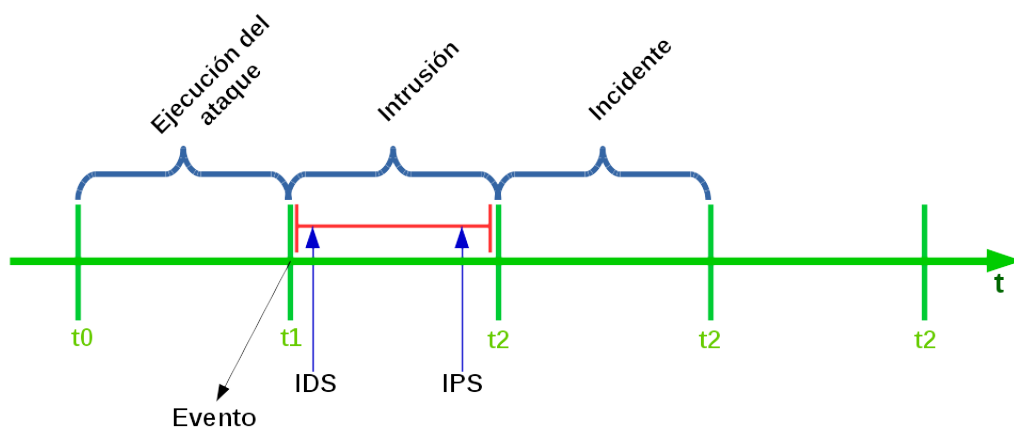 Ejecución del
ataque
Intrusión
Incidente
t
t0
t1
t2
t2
t2
IDS
IPS
Evento